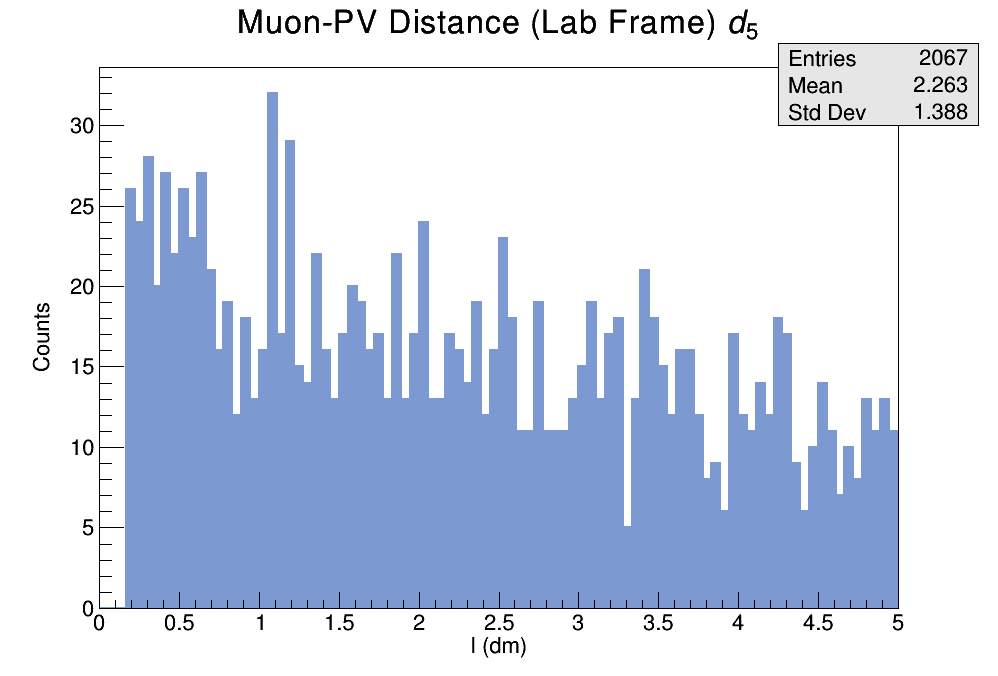 Muon-PV Distance (Lab Frame) d5
Entries 2067
Mean 2.263
Std Dev 1.388
30
25
20
15
10
5
0
Counts
0 0.5 1 1.5 2 2.5 3 3.5 4 4.5 5
l (dm)